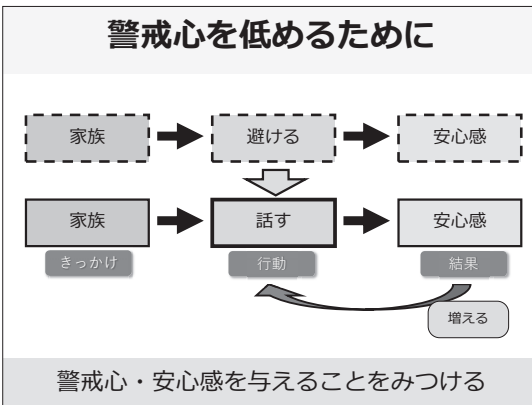 警戒心を低めるために
家族 避ける 安心感
家族 話す 安心感
きっかけ 行動 結果
増える
警戒心・安心感を与えることをみつける